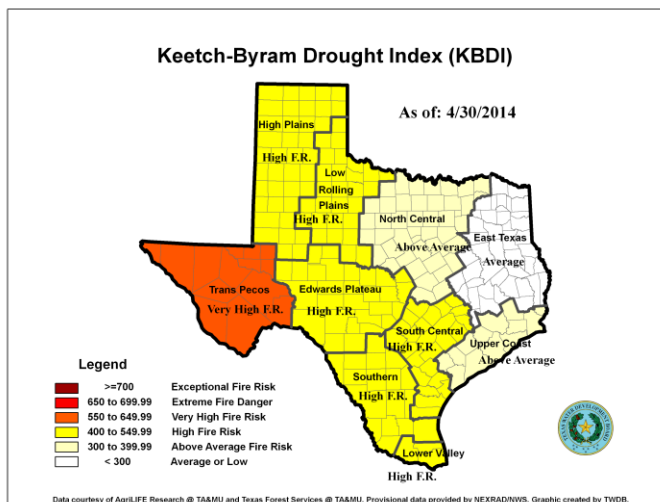 Keetch-Byram Drought Index (KBDI)
As of: 4/30/2014
High Plains
High F.R.
Low
Rolling
Plains
High F.R.
North Central
Above Average
East Texas
Average
Trans Pecos
Very High F.R.
Edwards Plateau
High F.R.
South Central
High F.R.
Upper Coast
Above Average
Southern
High F.R.
Lower Valley
High F.R.
Legend
>=700 Exceptional Fire Risk
650 to 699.99 Extreme Fire Danger
550 to 649.99 Very High Fire Risk
400 to 549.99 High Fire Risk
300 to 399.99 Above Average Fire Risk
< 300 Average or Low
TEXAS WATER DEVELOPMENT BOARD
Data courtesy of AgriLIFE Research @ TA&MU and Texas Forest Services @ TA&MU. Provisional data provided by NEXRAD/NWS. Graphic created by TWDB.